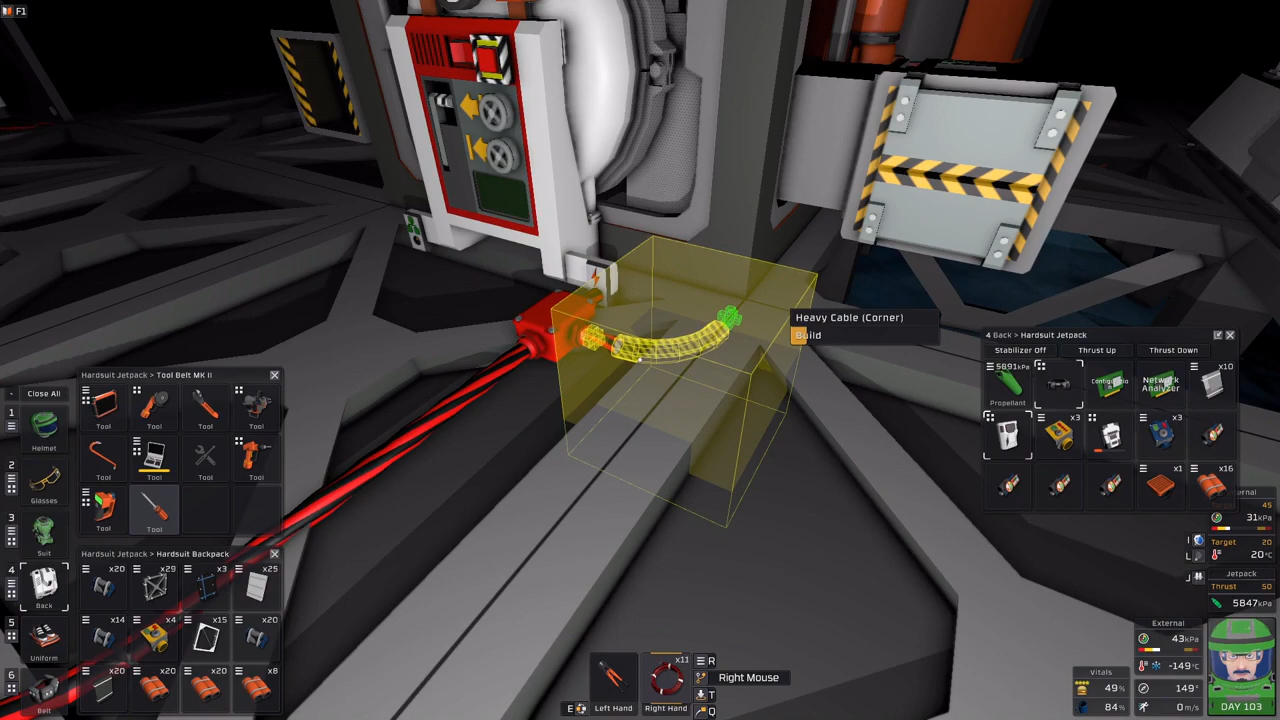 F1
Heavy Cable (Corner)
Build
4 Back > Hardsuit Jetpack
Stabilizer Off
Thrust Up
Thrust Down
5891kPa
Propellant
Network
Analyzer
x10
x3
x3
x1
x16
Close All
1
Helmet
2
Glasses
3
Suit
4
Back
5
Uniform
6
Belt
Hardsuit Jetpack > Tool Belt MK II
Tool
Tool
Tool
Tool
Tool
Tool
Tool
Tool
Tool
Tool
Hardsuit Jetpack > Hardsuit Backpack
x20
x29
x3
x25
x14
x4
x15
x20
x20
x20
x20
x8
E
Left Hand
x11
Right Hand
R
T
Q
Right Mouse
45
31kPa
Target
20
20°C
Jetpack
Thrust
50
5847kPa
External
43kPa
-149°C
149°
0m/s
Vitals
49%
84%
DAY 103